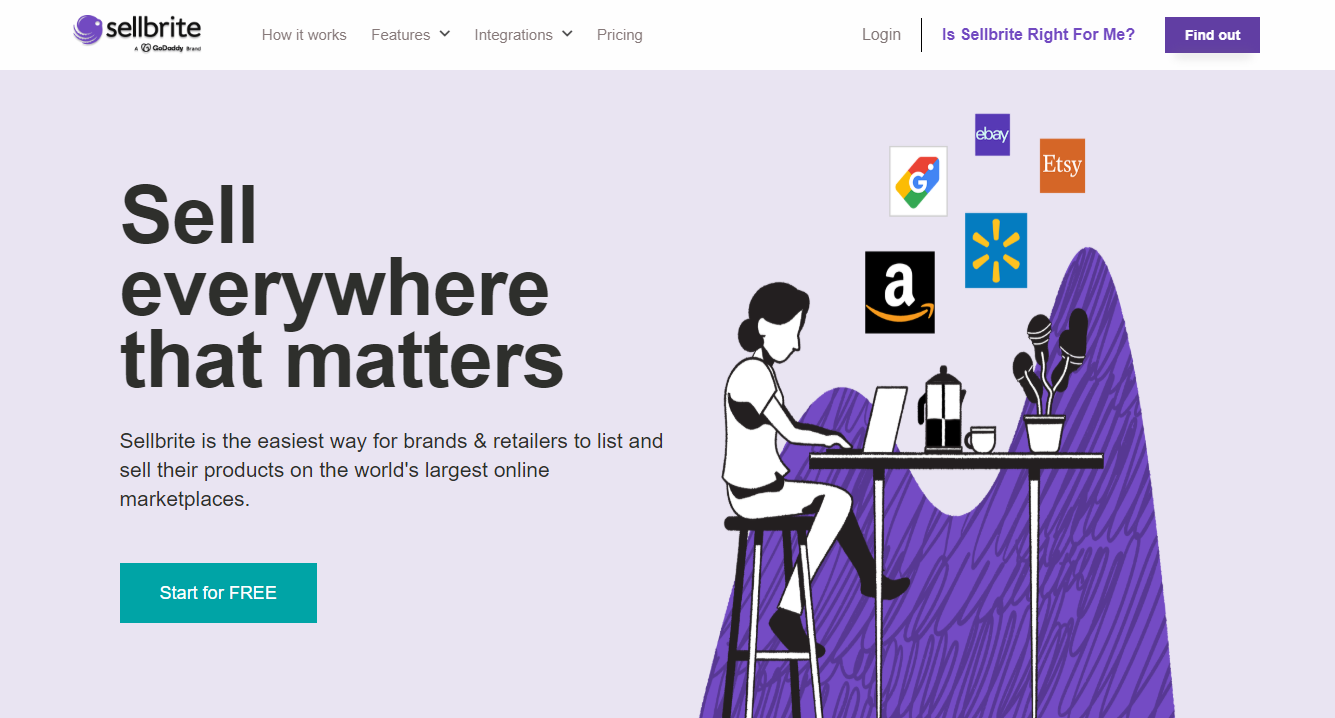 sellbrite
A GoDaddy Brand
How it works
Features
Integrations
Pricing
Login
Is Sellbrite Right For Me?
Find out
Sell
everywhere
that matters
Sellbrite is the easiest way for brands & retailers to list and
sell their products on the world's largest online
marketplaces.
Start for FREE
ebay
Etsy
G
a